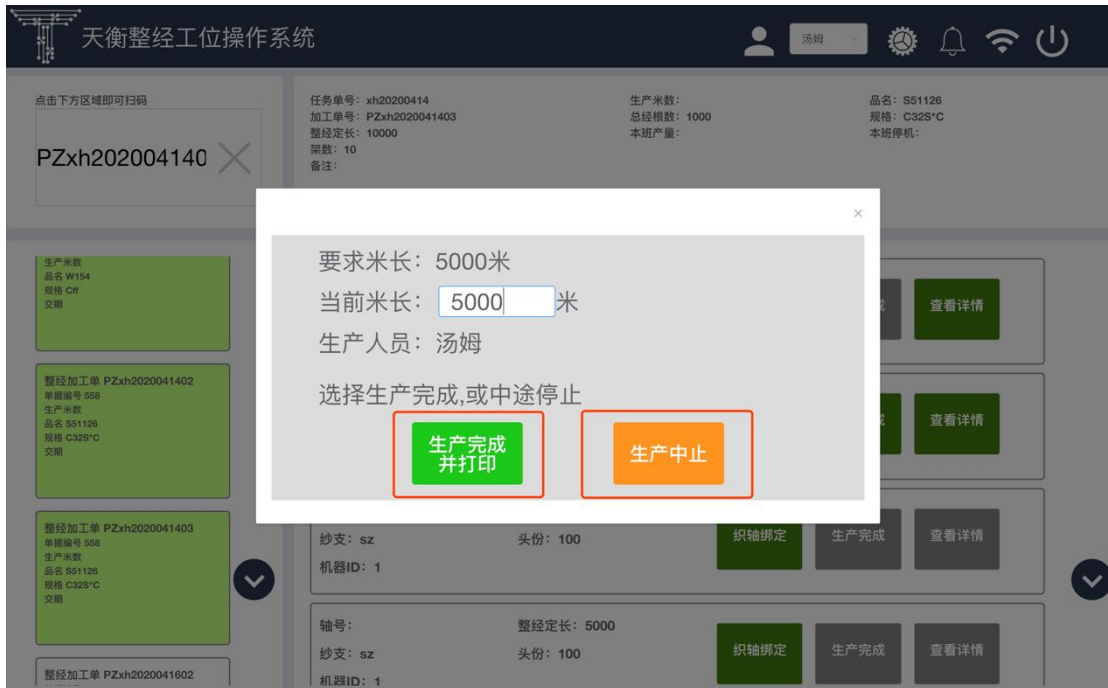 天衡整经工位操作系统
汤姆
点击下方区域即可扫码
PZxh202004140
任务单号：xh20200414
加工单号：PZxh2020041403
整经定长：10000
架数：10
备注：
生产米数：
总经根数：1000
本班产量：
品名：S51126
规格：C32S*C
本班停机：
生产米数
品名 W154
规格 Cff
交期
整经加工单 PZxh2020041402
单据编号 558
生产米数
品名 S51126
规格 C32S*C
交期
整经加工单 PZxh2020041403
单据编号 558
生产米数
品名 S51126
规格 C32S*C
交期
整经加工单 PZxh2020041602
要求米长：5000米
当前米长：5000米
生产人员：汤姆
选择生产完成,或中途停止
生产完成
并打印
生产中止
查看详情
查看详情
纱支：sz 头份：100
机器ID：1
织轴绑定 生产完成 查看详情
轴号： 整经定长：5000
纱支：sz 头份：100
机器ID：1
织轴绑定 生产完成 查看详情